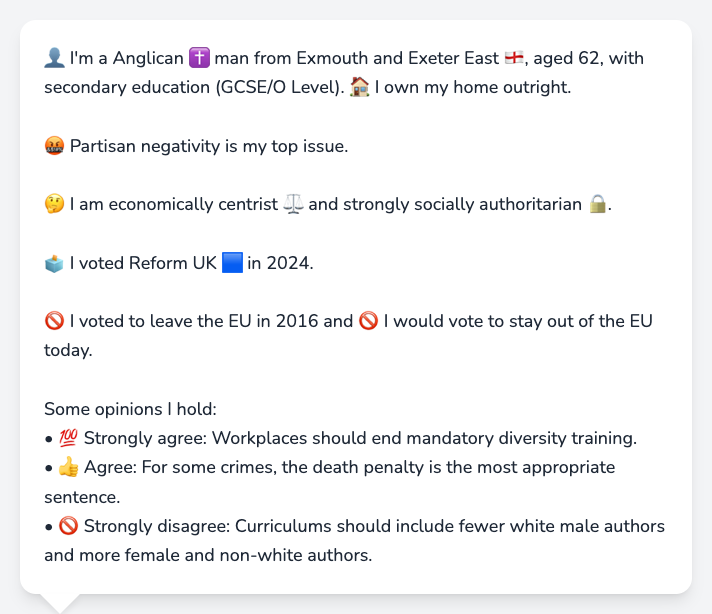 👤 I'm a Anglican ✝️ man from Exmouth and Exeter East 🏴󠁧󠁢󠁥󠁮󠁧󠁿, aged 62, with
secondary education (GCSE/O Level). 🏠 I own my home outright.
🤬 Partisan negativity is my top issue.
🤔 I am economically centrist ⚖️ and strongly socially authoritarian 🔒.
🗳️ I voted Reform UK 🟦 in 2024.
🚫 I voted to leave the EU in 2016 and 🚫 I would vote to stay out of the EU
today.
Some opinions I hold:
• 💯 Strongly agree: Workplaces should end mandatory diversity training.
• 👍 Agree: For some crimes, the death penalty is the most appropriate
sentence.
• 🚫 Strongly disagree: Curriculums should include fewer white male authors
and more female and non-white authors.